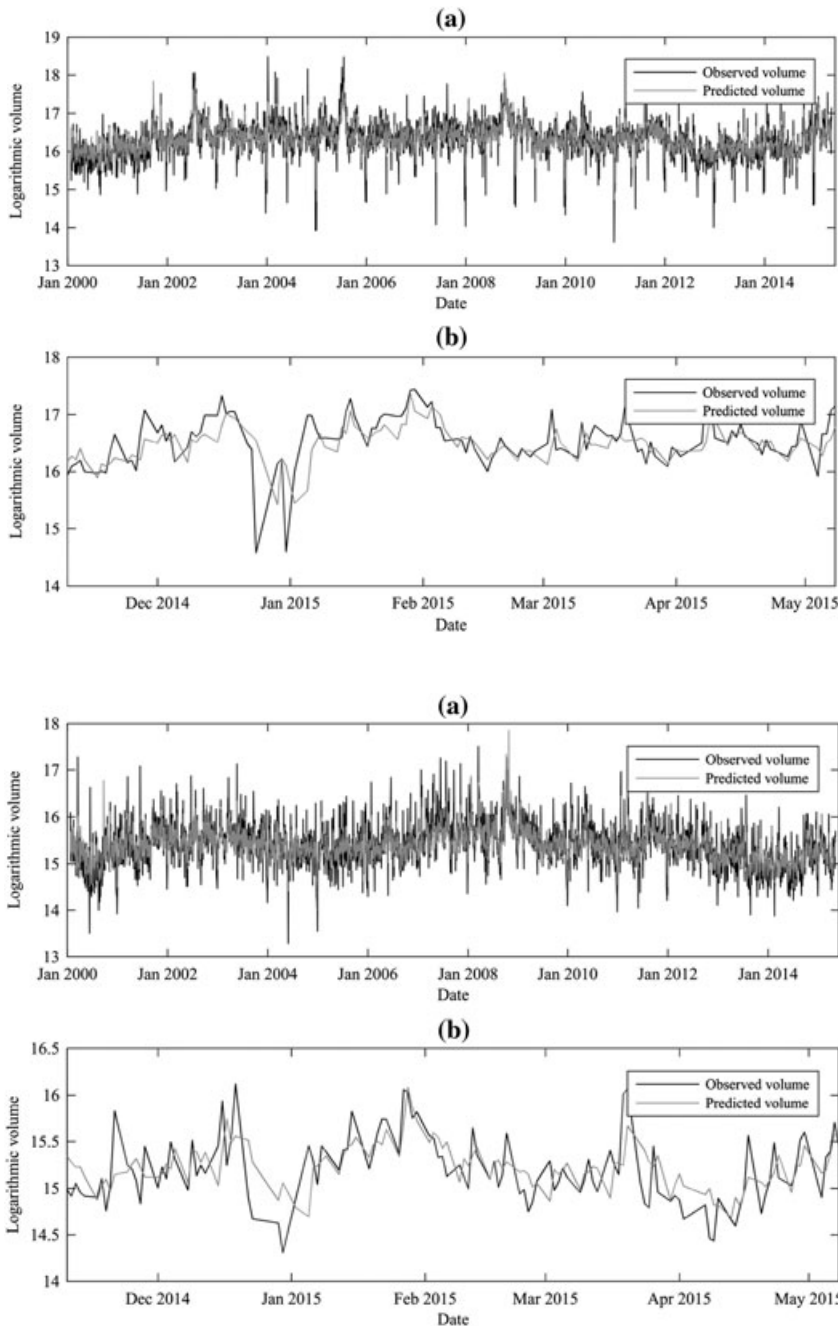 (a)
19
18
17
16
15
14
13
Logarithmic volume
Observed volume
Predicted volume
Jan 2000 Jan 2002 Jan 2004 Jan 2006 Jan 2008 Jan 2010 Jan 2012 Jan 2014
Date
(b)
18
17
16
15
14
Logarithmic volume
Observed volume
Predicted volume
Dec 2014 Jan 2015 Feb 2015 Mar 2015 Apr 2015 May 2015
Date
(a)
18
17
16
15
14
13
Logarithmic volume
Observed volume
Predicted volume
Jan 2000 Jan 2002 Jan 2004 Jan 2006 Jan 2008 Jan 2010 Jan 2012 Jan 2014
Date
(b)
16.5
16
15.5
15
14.5
14
Logarithmic volume
Observed volume
Predicted volume
Dec 2014 Jan 2015 Feb 2015 Mar 2015 Apr 2015 May 2015
Date